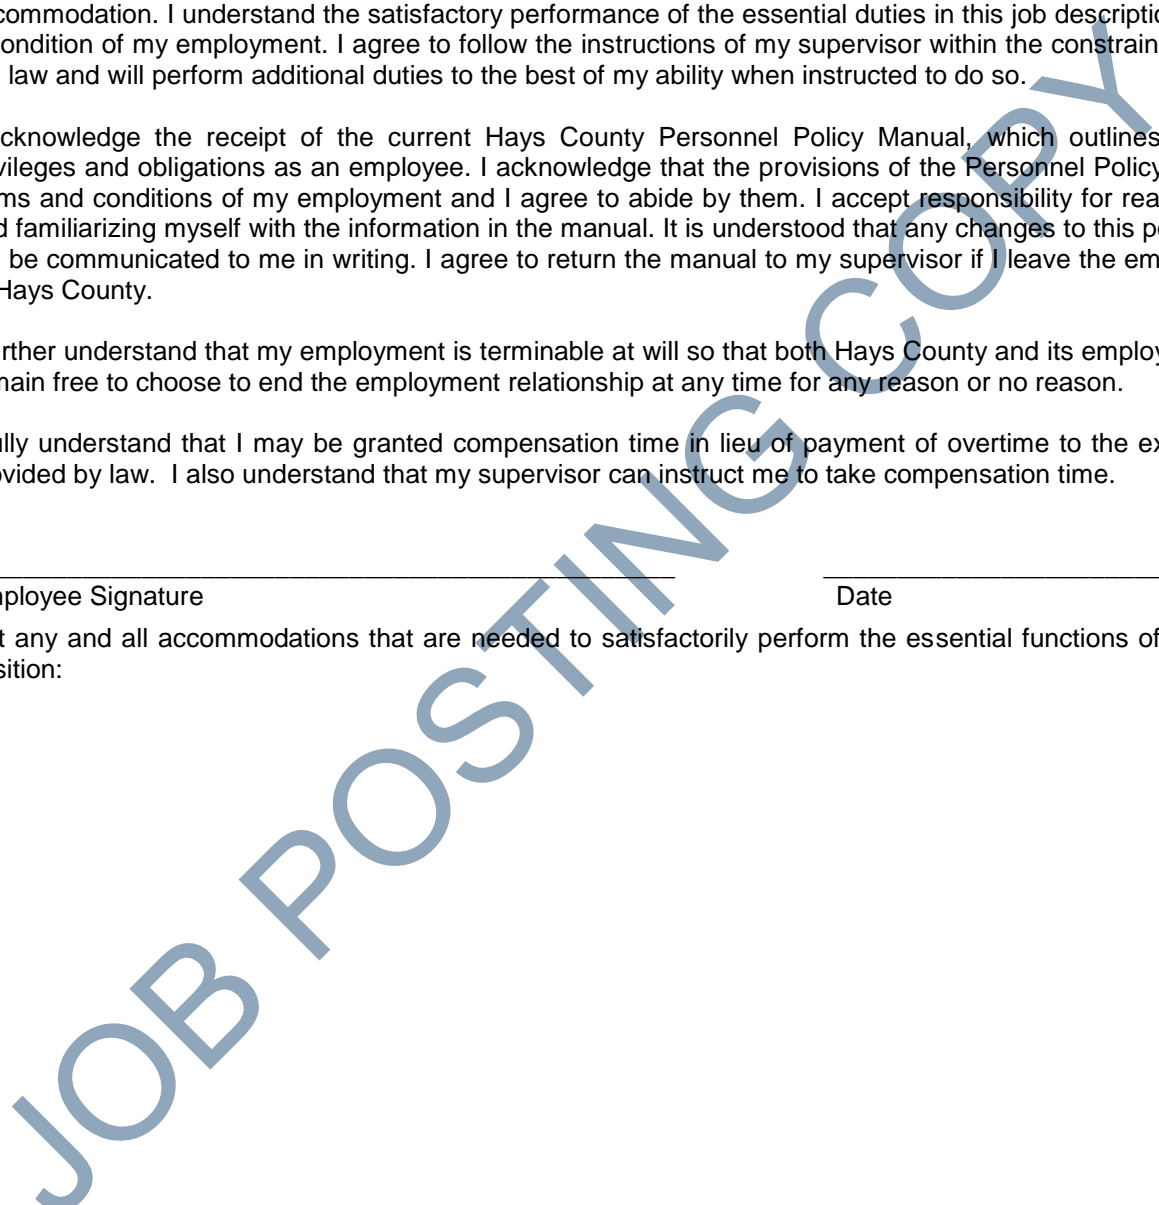 commodation. I understand the satisfactory performance of the essential duties in this job descriptio
ondition of my employment. I agree to follow the instructions of my supervisor within the constrain
law and will perform additional duties to the best of my ability when instructed to do so.
cknowledge the receipt of the current Hays County Personnel Policy Manual, which outlines
vileges and obligations as an employee. I acknowledge that the provisions of the Personnel Policy
ms and conditions of my employment and I agree to abide by them. I accept responsibility for rea
d familiarizing myself with the information in the manual. It is understood that any changes to this po
be communicated to me in writing. I agree to return the manual to my supervisor if I leave the em
Hays County.
rther understand that my employment is terminable at will so that both Hays County and its employ
main free to choose to end the employment relationship at any time for any reason or no reason.
ully understand that I may be granted compensation time in lieu of payment of overtime to the ex
ovided by law. I also understand that my supervisor can instruct me to take compensation time.
mployee Signature Date
t any and all accommodations that are needed to satisfactorily perform the essential functions of
sition:
JOB POSTING COPY